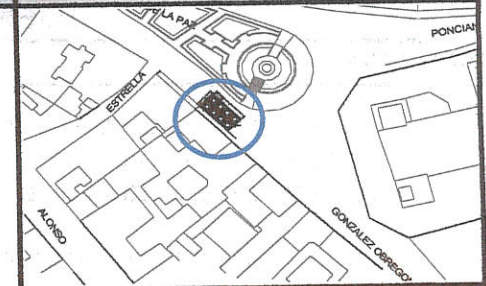 LA PAZ
PONCIAN
ESTRELLA
ALONSO
GONZALEZ OBREGO